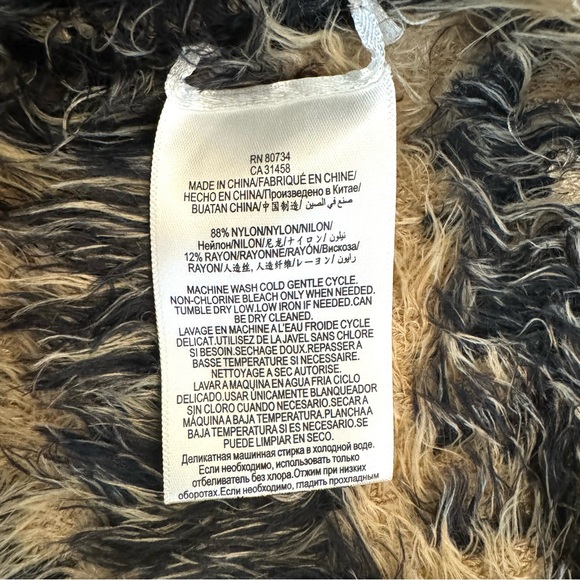 RN 80734
CA 31458
MADE IN CHINA/FABRIQUÉ EN CHINE/
HECHO EN CHINA/Произведено в Китае/
BUATAN CHINA/中国制造/ صنع في الصين/
88% NYLON/NYLON/NILON/
Нейлон/NILON/尼龙/ナイロン/ نيلون/
12% RAYON/RAYONNE/RAYÓN/Вискоза/
RAYON/人造丝, 人造纤维/レーヨン/ رايون/
MACHINE WASH COLD GENTLE CYCLE.
NON-CHLORINE BLEACH ONLY WHEN NEEDED.
TUMBLE DRY LOW.LOW IRON IF NEEDED.CAN
BE DRY CLEANED.
LAVAGE EN MACHINE A L'EAU FROIDE CYCLE
DELICAT.UTILISEZ DE LA JAVEL SANS CHLORE
SI BESOIN.SECHAGE DOUX.REPASSER A
BASSE TEMPERATURE SI NECESSAIRE.
NETTOYAGE A SEC AUTORISE.
LAVAR A MAQUINA EN AGUA FRIA CICLO
DELICADO.USAR ÚNICAMENTE BLANQUEADOR
SIN CLORO CUANDO NECESARIO.SECAR A
MÁQUINA A BAJA TEMPERATURA.PLANCHA A
BAJA TEMPERATURA SI ES NECESARIO.SE
PUEDE LIMPIAR EN SECO.
Деликатная машинная стирка в холодной воде.
Если необходимо, использовать только
отбеливатель без хлора.Отжим при низких
оборотах.Если необходимо, гладить прохладным